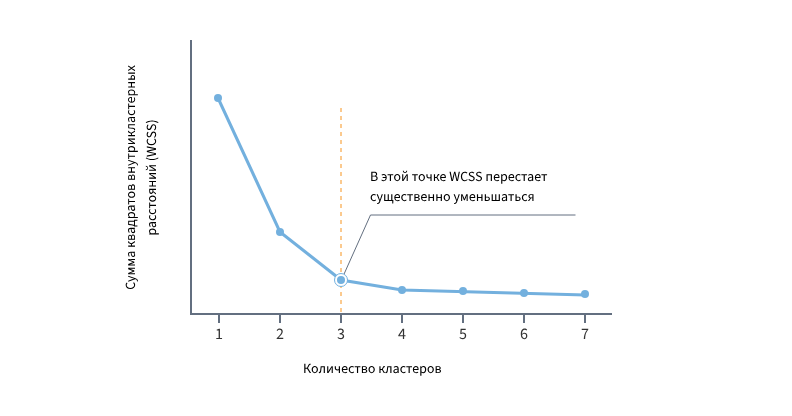 Сумма квадратов внутрикластерных
расстояний (WCSS)
В этой точке WCSS перестает
существенно уменьшаться
1 2 3 4 5 6 7
Количество кластеров